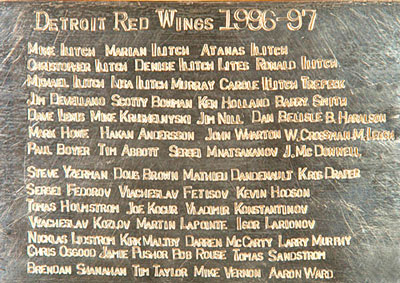 DETROIT RED WINGS 1996-97
MIKE ILITCH MARIAN ILITCH ATANAS ILITCH
CHRISTOPHER ILITCH DENISE ILITCH LITES RONALD ILITCH
MICHAEL ILITCH LISA ILITCH MURRAY CAROLE ILITCH TREPECK
JIM DEVELLANO SCOTTY BOWMAN KEN HOLLAND BARRY SMITH
DAVE LEWIS MIKE KRUSHELNYSKI JIM NILL DAN BELISLE B. HARALSON
MARK HOWE HAKAN ANDERSSON JOHN WHARTON W. CROSSMAN M. LEACH
PAUL BOYER TIM ABBOTT SERGEI MNATSAKANOV J. MCDONNELL
STEVE YZERMAN DOUG BROWN MATHIEU DANDENAULT KRIS DRAPER
SERGEI FEDOROV VIACHESLAV FETISOV KEVIN HODSON
TOMAS HOLMSTROM JOE KOCUR VLADIMIR KONSTANTINOV
VYACHESLAV KOZLOV MARTIN LAPOINTE IGOR LARIONOV
NICKLAS LIDSTROM KIRK MALTBY DARREN MCCARTY LARRY MURPHY
CHRIS OSGOOD JAMIE PUSHOR BOB ROUSE TOMAS SANDSTROM
BRENDAN SHANAHAN TIM TAYLOR MIKE VERNON AARON WARD